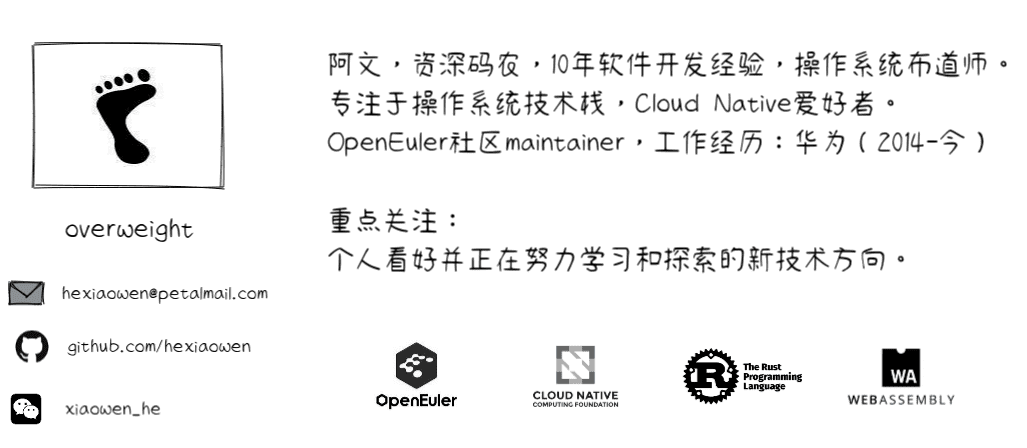 overweight
hexiaowen@petalmail.com
github.com/hexiaowen
xiaowen_he
阿文，资深码农，10年软件开发经验，操作系统布道师。
专注于操作系统技术栈，Cloud Native爱好者。
OpenEuler社区maintainer，工作经历：华为（2014-今）
重点关注：
个人看好并正在努力学习和探索的新技术方向。
OpenEuler
CLOUD NATIVE
COMPUTING FOUNDATION
R
The Rust
Programming
Language
WA
WEBASSEMBLY